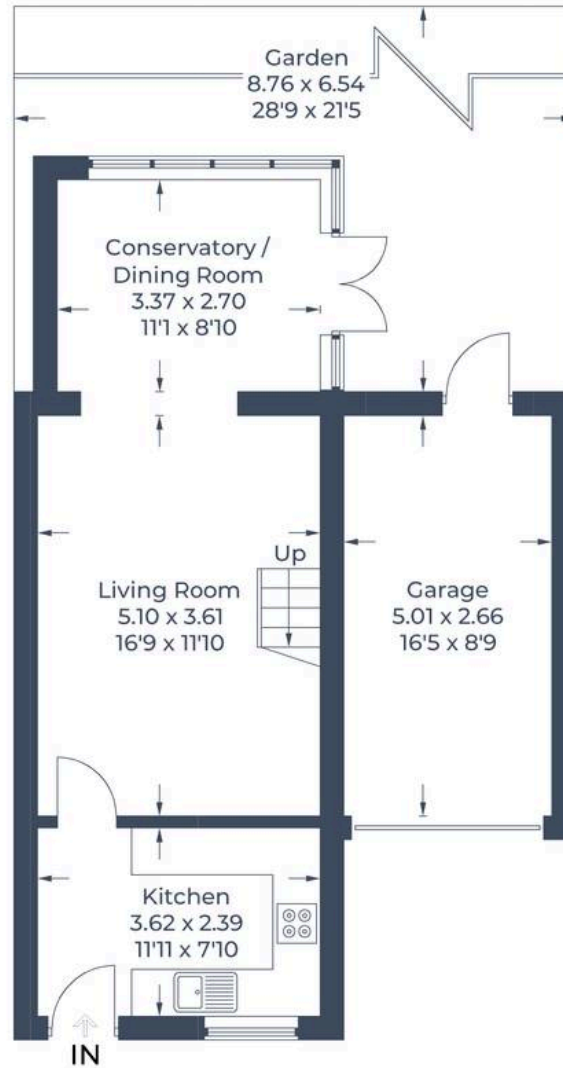 Garden
8.76 x 6.54
28'9 x 21'5
Conservatory /
Dining Room
3.37 x 2.70
11'1 x 8'10
Up
Living Room
5.10 x 3.61
16'9 x 11'10
Garage
5.01 x 2.66
16'5 x 8'9
Kitchen
3.62 x 2.39
11'11 x 7'10
IN